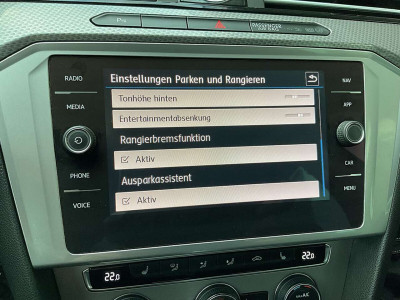 PASSENGER
RADIO
MEDIA
PHONE
VOICE
Einstellungen Parken und Rangieren
Tonhöhe hinten
Entertainmentabsenkung
Rangierbremsfunktion
Aktiv
Ausparkassistent
Aktiv
NAV
APP
CAR
MENU
22.0
22.0
A/C